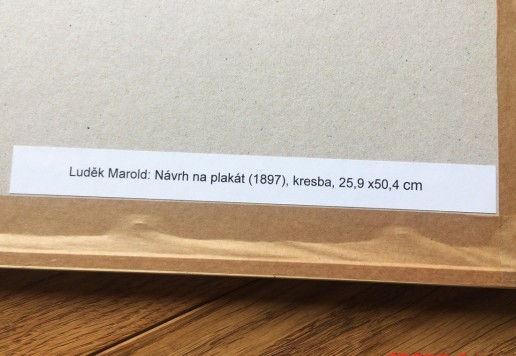 Luděk Marold: Návrh na plakát (1897), kresba, 25,9 x50,4 cm